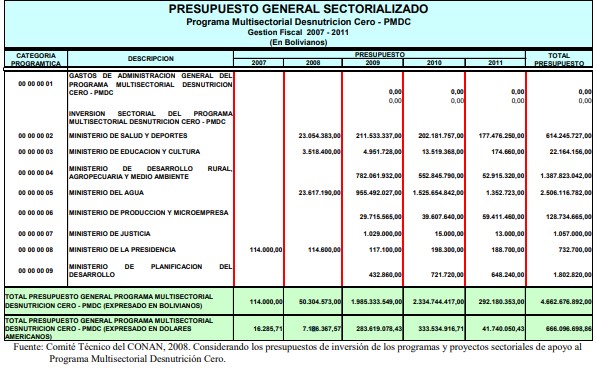 PRESUPUESTO GENERAL SECTORIALIZADO
Programa Multisectorial Desnutricion Cero - PMDC
Gestion Fiscal 2007 - 2011
(En Bolivianos)
CATEGORIA PROGRAMTICA DESCRIPCION PRESUPUESTO TOTAL PRESUPUESTO
2007 2008 2009 2010 2011
00 00 00 01 GASTOS DE ADMINISTRACION GENERAL DEL
PROGRAMA MULTISECTORIAL DESNUTRICION
CERO - PMDC 0,00 0,00 0,00 0,00
0,00 0,00 0,00 0,00
INVERSION SECTORIAL DEL PROGRAMA
MULTISECTORIAL DESNUTRICION CERO - PMDC
00 00 00 02 MINISTERIO DE SALUD Y DEPORTES 23.054.383,00 211.533.337,00 202.181.757,00 177.476.250,00 614.245.727,00
00 00 00 03 MINISTERIO DE EDUCACION Y CULTURA 3.518.400,00 4.951.728,00 13.519.368,00 174.660,00 22.164.156,00
00 00 00 04 MINISTERIO DE DESARROLLO RURAL,
AGROPECUARIA Y MEDIO AMBIENTE 782.061.932,00 552.845.790,00 52.915.320,00 1.387.823.042,00
00 00 00 05 MINISTERIO DEL AGUA 23.617.190,00 955.492.027,00 1.525.654.842,00 1.352.723,00 2.506.116.782,00
00 00 00 06 MINISTERIO DE PRODUCCION Y MICROEMPRESA 29.715.565,00 39.607.640,00 59.411.460,00 128.734.665,00
00 00 00 07 MINISTERIO DE JUSTICIA 1.029.000,00 15.000,00 13.000,00 1.057.000,00
00 00 00 08 MINISTERIO DE LA PRESIDENCIA 114.000,00 114.600,00 117.100,00 198.300,00 188.700,00 732.700,00
00 00 00 09 MINISTERIO DE PLANIFICACION DEL
DESARROLLO 432.860,00 721.720,00 648.240,00 1.802.820,00
TOTAL PRESUPUESTO GENERAL PROGRAMA MULTISECTORIAL
DESNUTRICION CERO - PMDC (EXPRESADO EN BOLIVIANOS) 114.000,00 50.304.573,00 1.985.333.549,00 2.334.744.417,00 292.180.353,00 4.662.676.892,00
TOTAL PRESUPUESTO GENERAL PROGRAMA MULTISECTORIAL
DESNUTRICION CERO - PMDC (EXPRESADO EN DOLARES
AMERICANOS) 16.285,71 7.186.367,57 283.619.078,43 333.534.916,71 41.740.050,43 666.096.698,86
Fuente: Comité Técnico del CONAN, 2008. Considerando los presupuestos de inversión de los programas y proyectos sectoriales de apoyo al
Programa Multisectorial Desnutrición Cero.